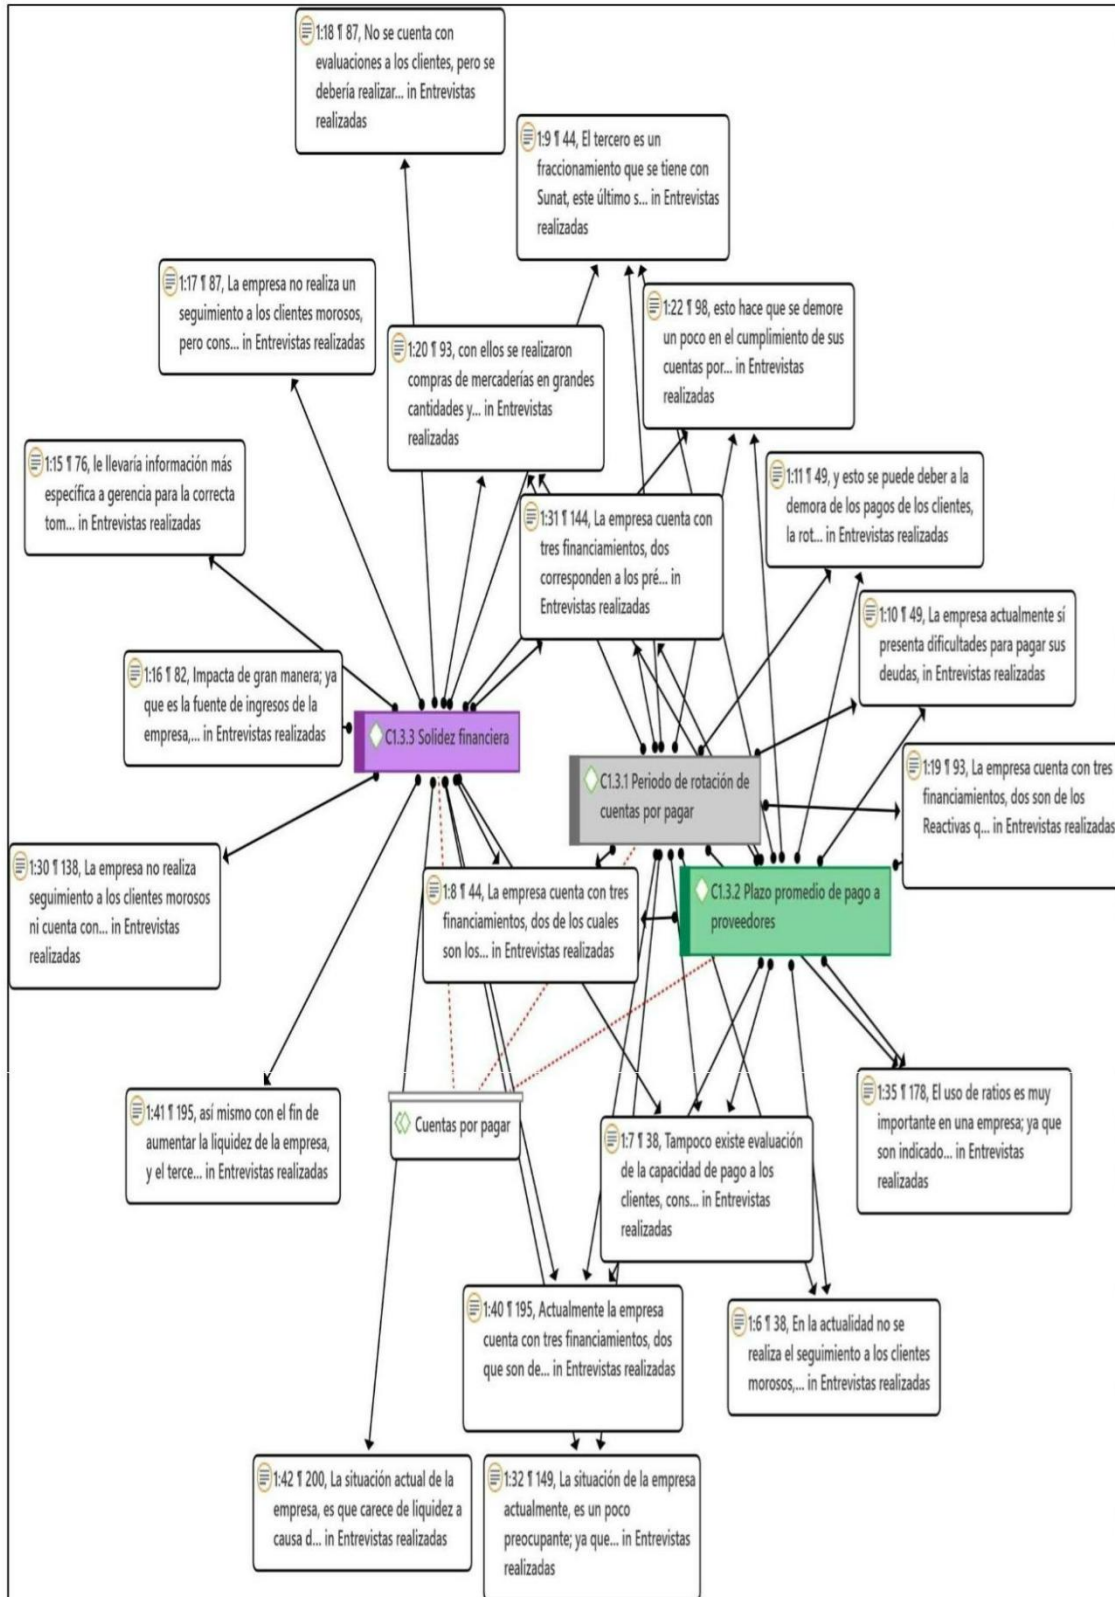 1:18 ¶ 87, No se cuenta con
evaluaciones a los clientes, pero se
debería realizar... in Entrevistas
realizadas
1:9 ¶ 44, El tercero es un
fraccionamiento que se tiene con
Sunat, este último s... in Entrevistas
realizadas
1:17 ¶ 87, La empresa no realiza un
seguimiento a los clientes morosos,
pero cons... in Entrevistas realizadas
1:22 ¶ 98, esto hace que se demore
un poco en el cumplimiento de sus
cuentas por... in Entrevistas
realizadas
1:20 ¶ 93, con ellos se realizaron
compras de mercaderías en grandes
cantidades y... in Entrevistas
realizadas
1:15 ¶ 76, le llevaría información más
específica a gerencia para la correcta
tom... in Entrevistas realizadas
1:11 ¶ 49, y esto se puede deber a la
demora de los pagos de los clientes,
la rot... in Entrevistas realizadas
1:31 ¶ 144, La empresa cuenta con
tres financiamientos, dos
corresponden a los pré... in
Entrevistas realizadas
1:10 ¶ 49, La empresa actualmente sí
presenta dificultades para pagar sus
deudas, in Entrevistas realizadas
1:16 ¶ 82, Impacta de gran manera; ya
que es la fuente de ingresos de la
empresa,... in Entrevistas realizadas
C1.3.3 Solidez financiera
C1.3.1 Periodo de rotación de
cuentas por pagar
1:19 ¶ 93, La empresa cuenta con tres
financiamientos, dos son de los
Reactivas q... in Entrevistas realizadas
1:30 ¶ 138, La empresa no realiza
seguimiento a los clientes morosos
ni cuenta con... in Entrevistas
realizadas
1:8 ¶ 44, La empresa cuenta con tres
financiamientos, dos de los cuales
son los... in Entrevistas realizadas
C1.3.2 Plazo promedio de pago a
proveedores
1:41 ¶ 195, así mismo con el fin de
aumentar la liquidez de la empresa,
y el terce... in Entrevistas realizadas
Cuentas por pagar
1:7 ¶ 38, Tampoco existe evaluación
de la capacidad de pago a los
clientes, cons... in Entrevistas
realizadas
1:35 ¶ 178, El uso de ratios es muy
importante en una empresa; ya que
son indicado... in Entrevistas
realizadas
1:40 ¶ 195, Actualmente la empresa
cuenta con tres financiamientos, dos
que son de... in Entrevistas realizadas
1:6 ¶ 38, En la actualidad no se
realiza el seguimiento a los clientes
morosos,... in Entrevistas realizadas
1:42 ¶ 200, La situación actual de la
empresa, es que carece de liquidez a
causa d... in Entrevistas realizadas
1:32 ¶ 149, La situación de la empresa
actualmente, es un poco
preocupante; ya que... in Entrevistas
realizadas